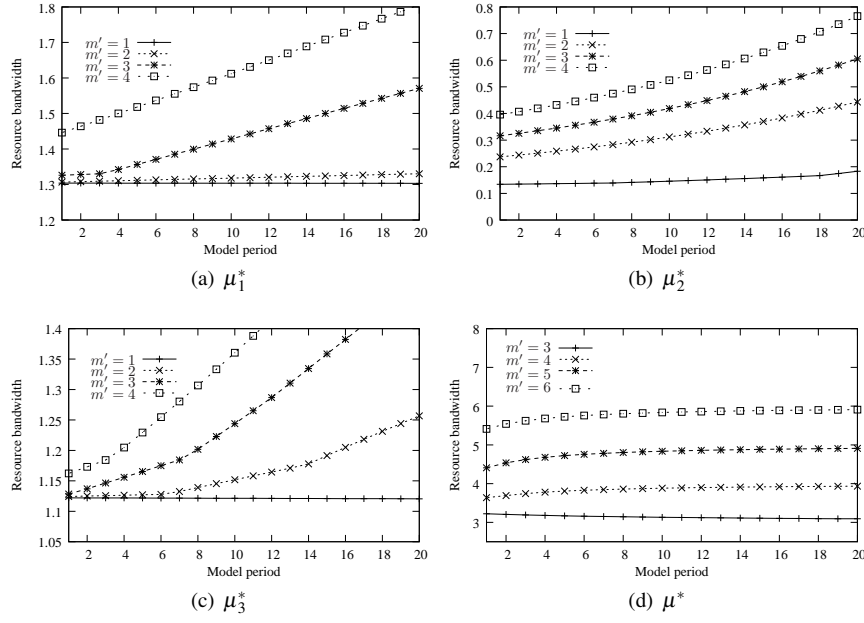 1.8
1.7
1.6
1.5
1.4
1.3
1.2
2 4 6 8 10 12 14 16 18 20
Resource bandwidth
Model period
m′ = 1
m′ = 2
m′ = 3
m′ = 4
(a) μ₁*
0.8
0.7
0.6
0.5
0.4
0.3
0.2
0.1
0
2 4 6 8 10 12 14 16 18 20
Resource bandwidth
Model period
m′ = 1
m′ = 2
m′ = 3
m′ = 4
(b) μ₂*
1.4
1.35
1.3
1.25
1.2
1.15
1.1
1.05
2 4 6 8 10 12 14 16 18 20
Resource bandwidth
Model period
m′ = 1
m′ = 2
m′ = 3
m′ = 4
(c) μ₃*
8
7
6
5
4
3
2 4 6 8 10 12 14 16 18 20
Resource bandwidth
Model period
m′ = 3
m′ = 4
m′ = 5
m′ = 6
(d) μ*